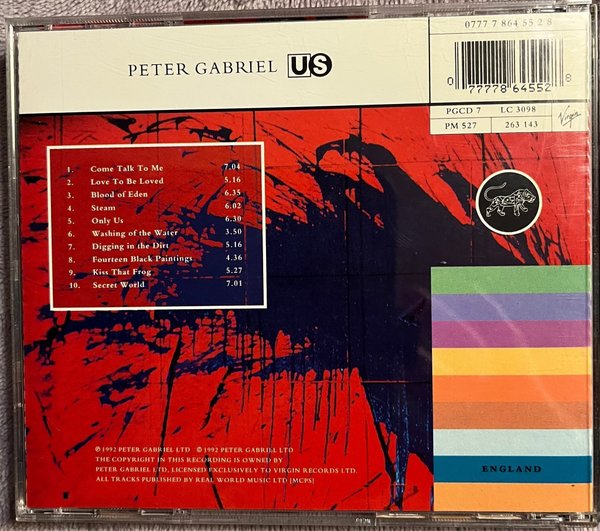 PETER GABRIEL US
0777 7 864 55 2 8
0 77778 64552 8
PGCD 7 LC 3098
PM 527 263 143
Virgin
1. Come Talk To Me 7.04
2. Love To Be Loved 5.16
3. Blood of Eden 6.35
4. Steam 6.02
5. Only Us 6.30
6. Washing of the Water 3.50
7. Digging in the Dirt 5.16
8. Fourteen Black Paintings 4.36
9. Kiss That Frog 5.27
10. Secret World 7.01
℗ 1992 PETER GABRIEL LTD © 1992 PETER GABRIEL LTD
THE COPYRIGHT IN THIS RECORDING IS OWNED BY
PETER GABRIEL LTD, LICENSED EXCLUSIVELY TO VIRGIN RECORDS LTD.
ALL TRACKS PUBLISHED BY REAL WORLD MUSIC LTD [MCPS]
ENGLAND